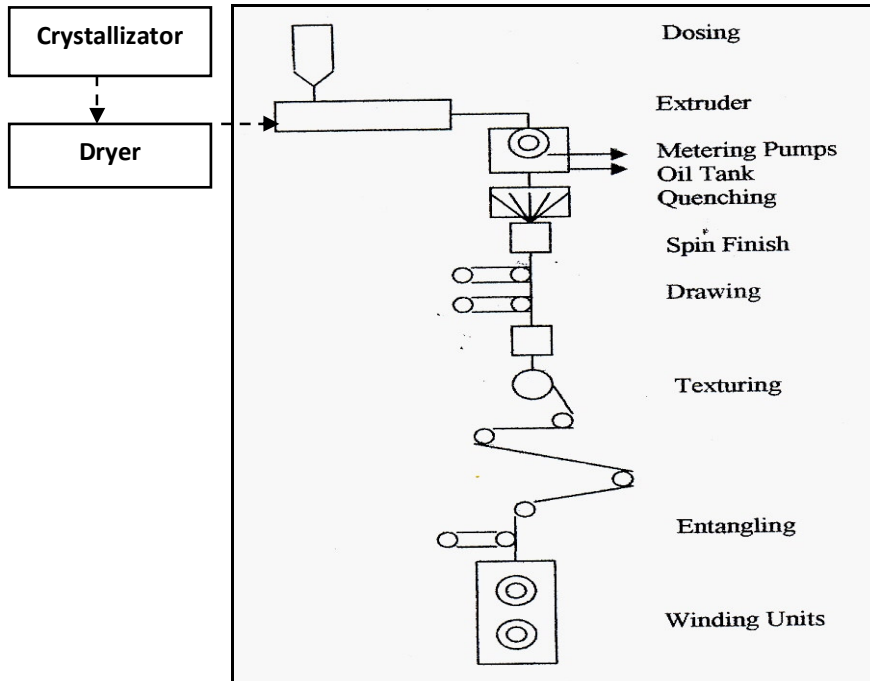 Crystallizator
Dryer
Dosing
Extruder
Metering Pumps
Oil Tank
Quenching
Spin Finish
Drawing
Texturing
Entangling
Winding Units